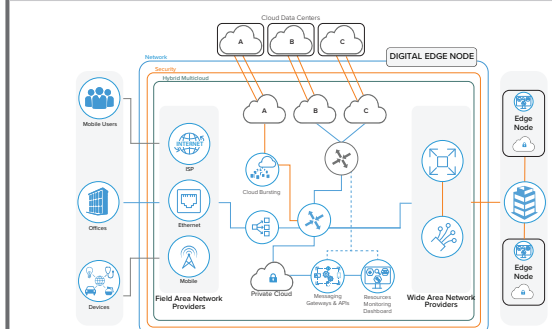 Cloud Data Centers
A
B
C
Network
DIGITAL EDGE NODE
Security
Hybrid Multicloud
A
B
C
Mobile Users
INTERNET
ISP
Cloud Bursting
Edge
Node
Offices
Ethernet
Devices
Mobile
Private Cloud
Messaging
Gateways & APIs
Resources
Monitoring
Dashboard
Field Area Network
Providers
Wide Area Network
Providers
Edge
Node